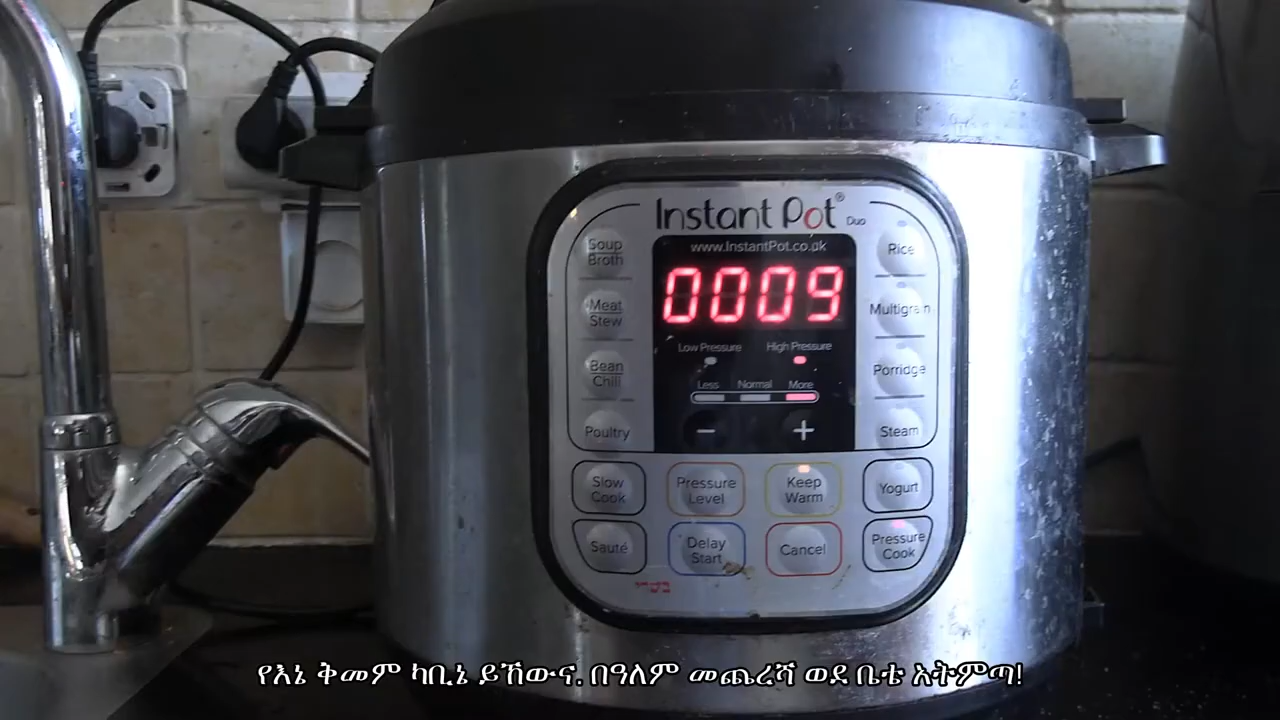 Instant Pot® Duo
www.InstantPot.co.uk
0009
Low Pressure High Pressure
Less Normal More
− +
Soup
Broth
Meat
Stew
Bean
Chili
Poultry
Rice
Multigrain
Porridge
Steam
Slow
Cook
Pressure
Level
Keep
Warm
Yogurt
Sauté
Delay
Start
Cancel
Pressure
Cook
בשרי
የእኔ ቅመም ካቢኔ ይኸውና. በዓለም መጨረሻ ወደ ቤቴ አትምጣ!